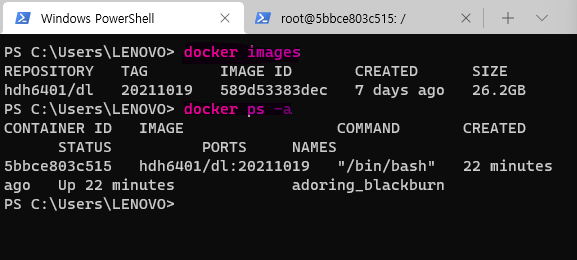 Windows PowerShell
root@5bbce803c515: /
PS C:\Users\LENOVO> docker images
REPOSITORY   TAG        IMAGE ID       CREATED      SIZE
hdh6401/dl   20211019   589d53383dec   7 days ago   26.2GB
PS C:\Users\LENOVO> docker ps -a
CONTAINER ID   IMAGE                 COMMAND       CREATED
      STATUS          PORTS     NAMES
5bbce803c515   hdh6401/dl:20211019   "/bin/bash"   22 minutes
ago   Up 22 minutes             adoring_blackburn
PS C:\Users\LENOVO>